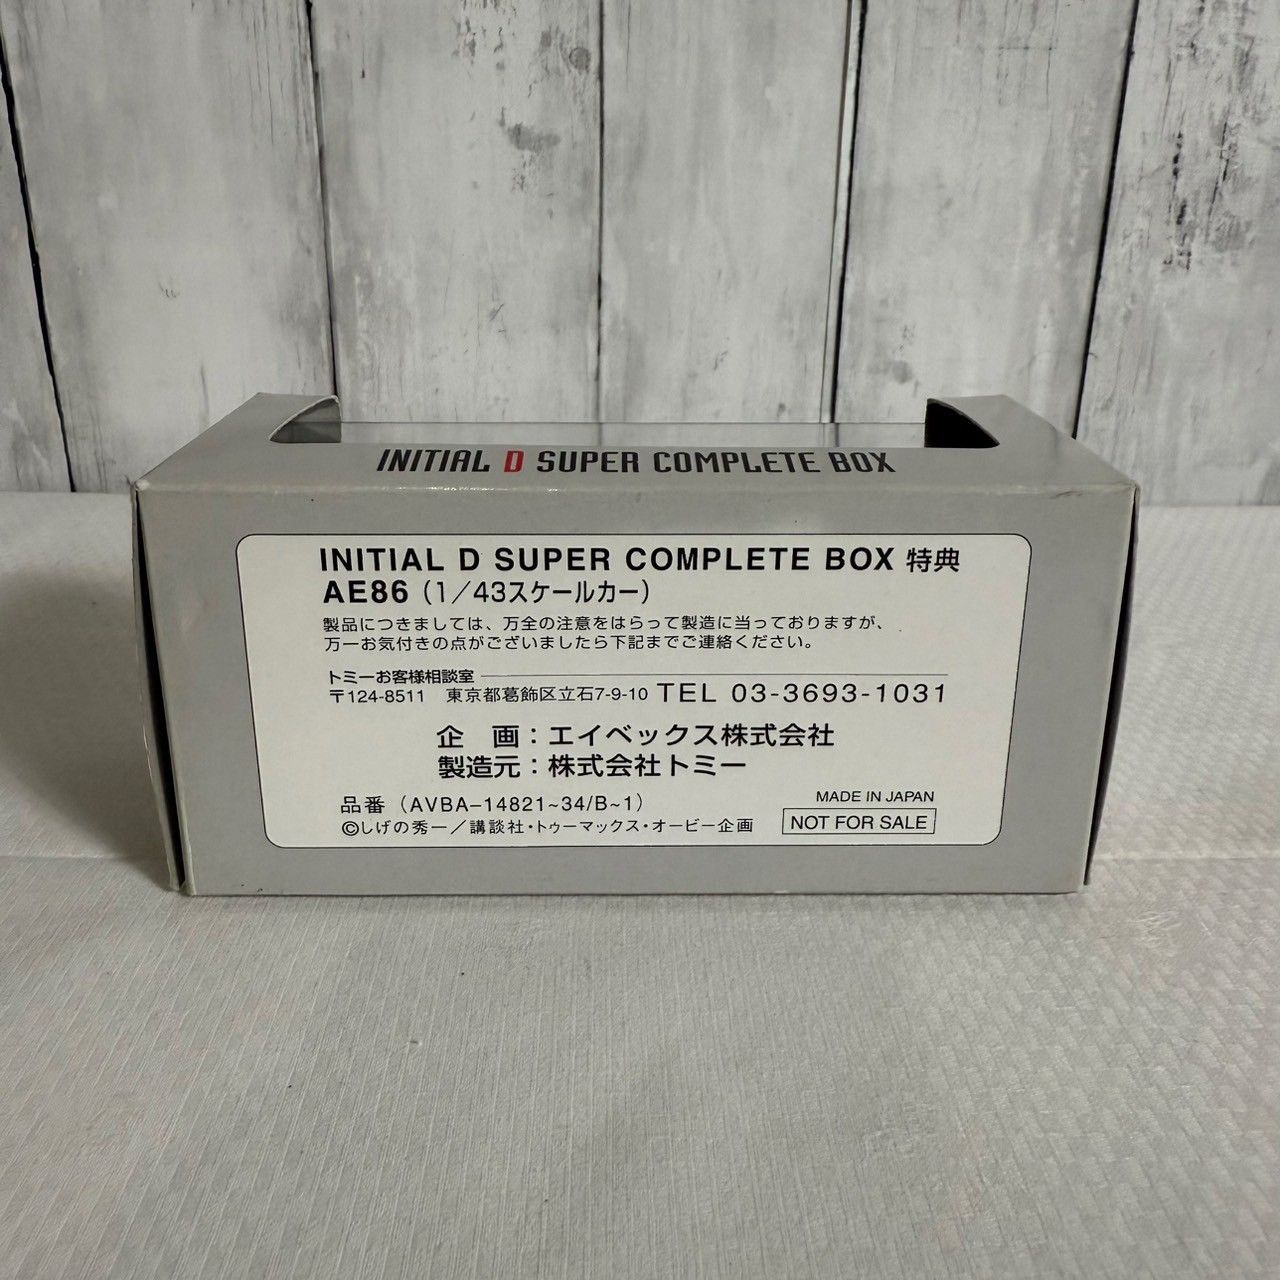 INITIAL D SUPER COMPLETE BOX
INITIAL D SUPER COMPLETE BOX 特典
AE86（1／43スケールカー）
製品につきましては、万全の注意をはらって製造に当っておりますが、
万一お気付きの点がございましたら下記までご連絡ください。
トミーお客様相談室
〒124-8511 東京都葛飾区立石7-9-10 TEL 03-3693-1031
企　画：エイベックス株式会社
製造元：株式会社トミー
品番（AVBA-14821~34/B~1）
MADE IN JAPAN
©しげの秀一／講談社・トゥーマックス・オービー企画
NOT FOR SALE